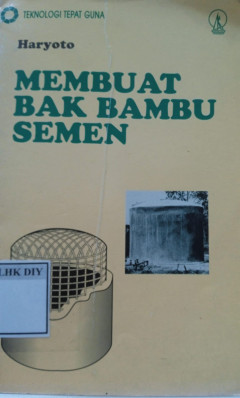 TEKNOLOGI TEPAT GUNA
Haryoto
MEMBUAT
BAK BAMBU
SEMEN
LHK DIY